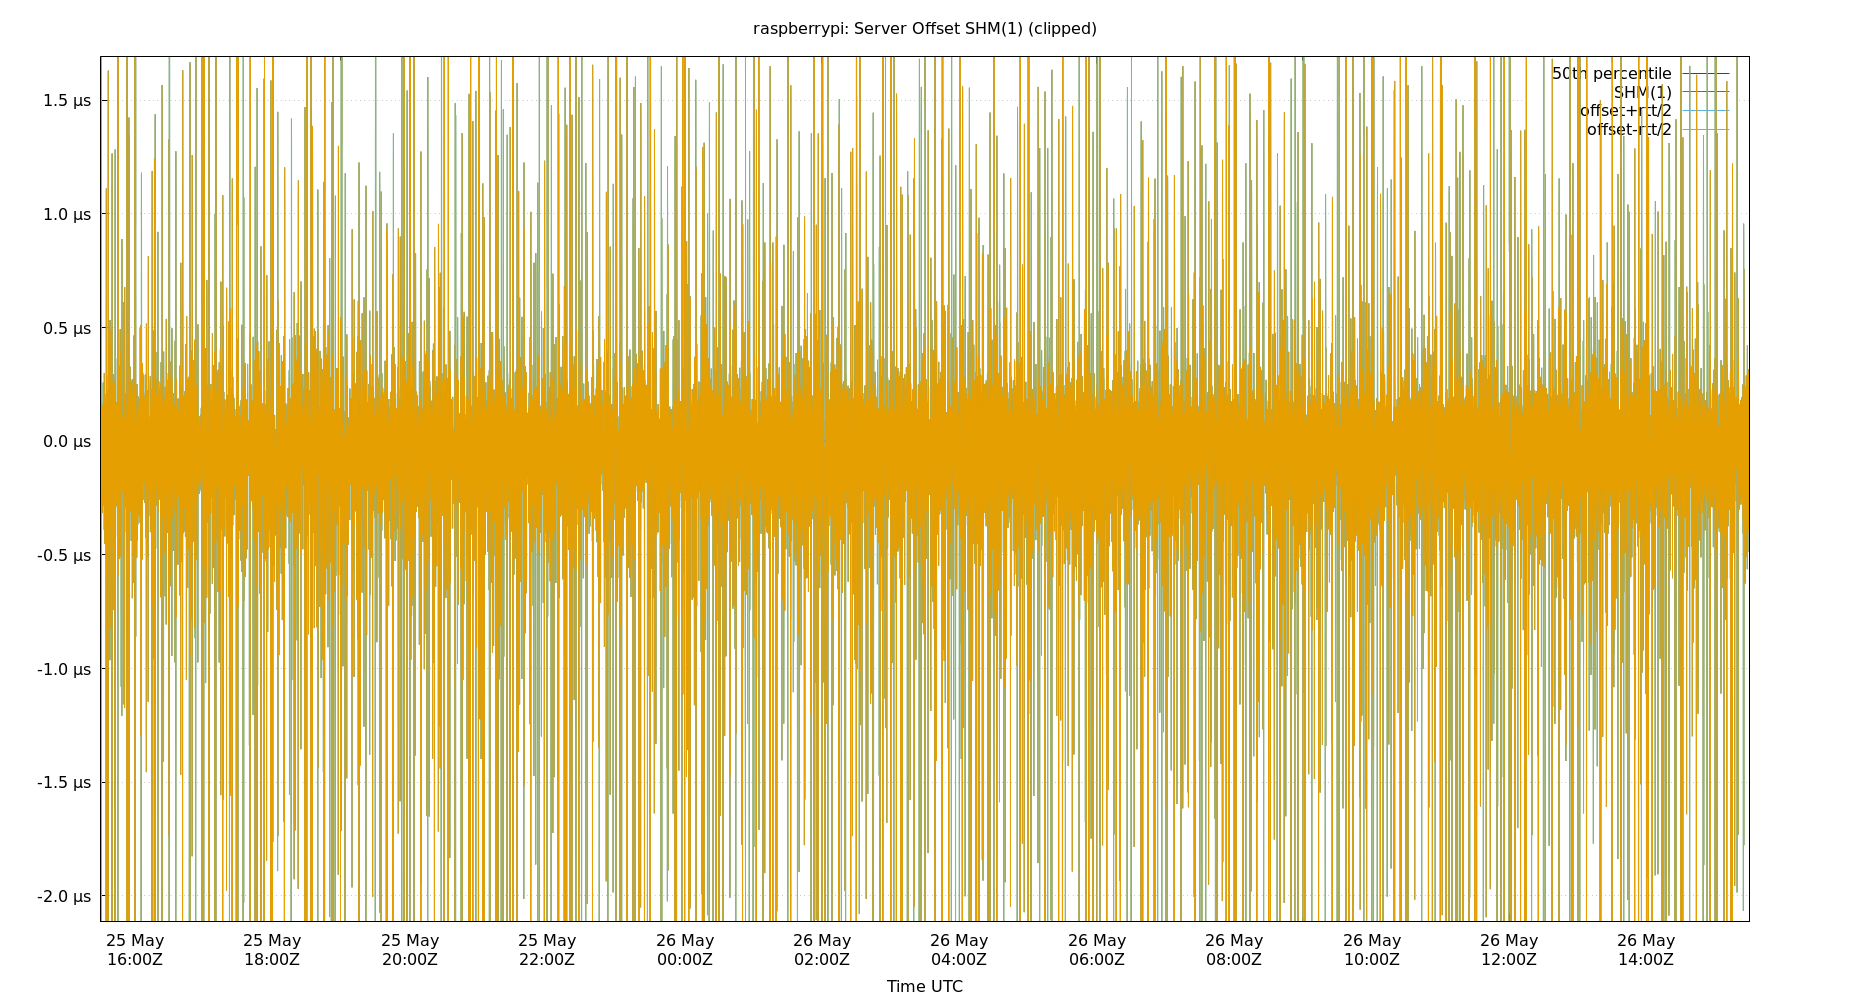 raspberrypi: Server Offset SHM(1) (clipped)
50th percentile
SHM(1)
offset+rtt/2
offset-rtt/2
1.5 µs
1.0 µs
0.5 µs
0.0 µs
-0.5 µs
-1.0 µs
-1.5 µs
-2.0 µs
25 May 25 May 25 May 25 May 26 May 26 May 26 May 26 May 26 May 26 May 26 May 26 May
16:00Z 18:00Z 20:00Z 22:00Z 00:00Z 02:00Z 04:00Z 06:00Z 08:00Z 10:00Z 12:00Z 14:00Z
Time UTC